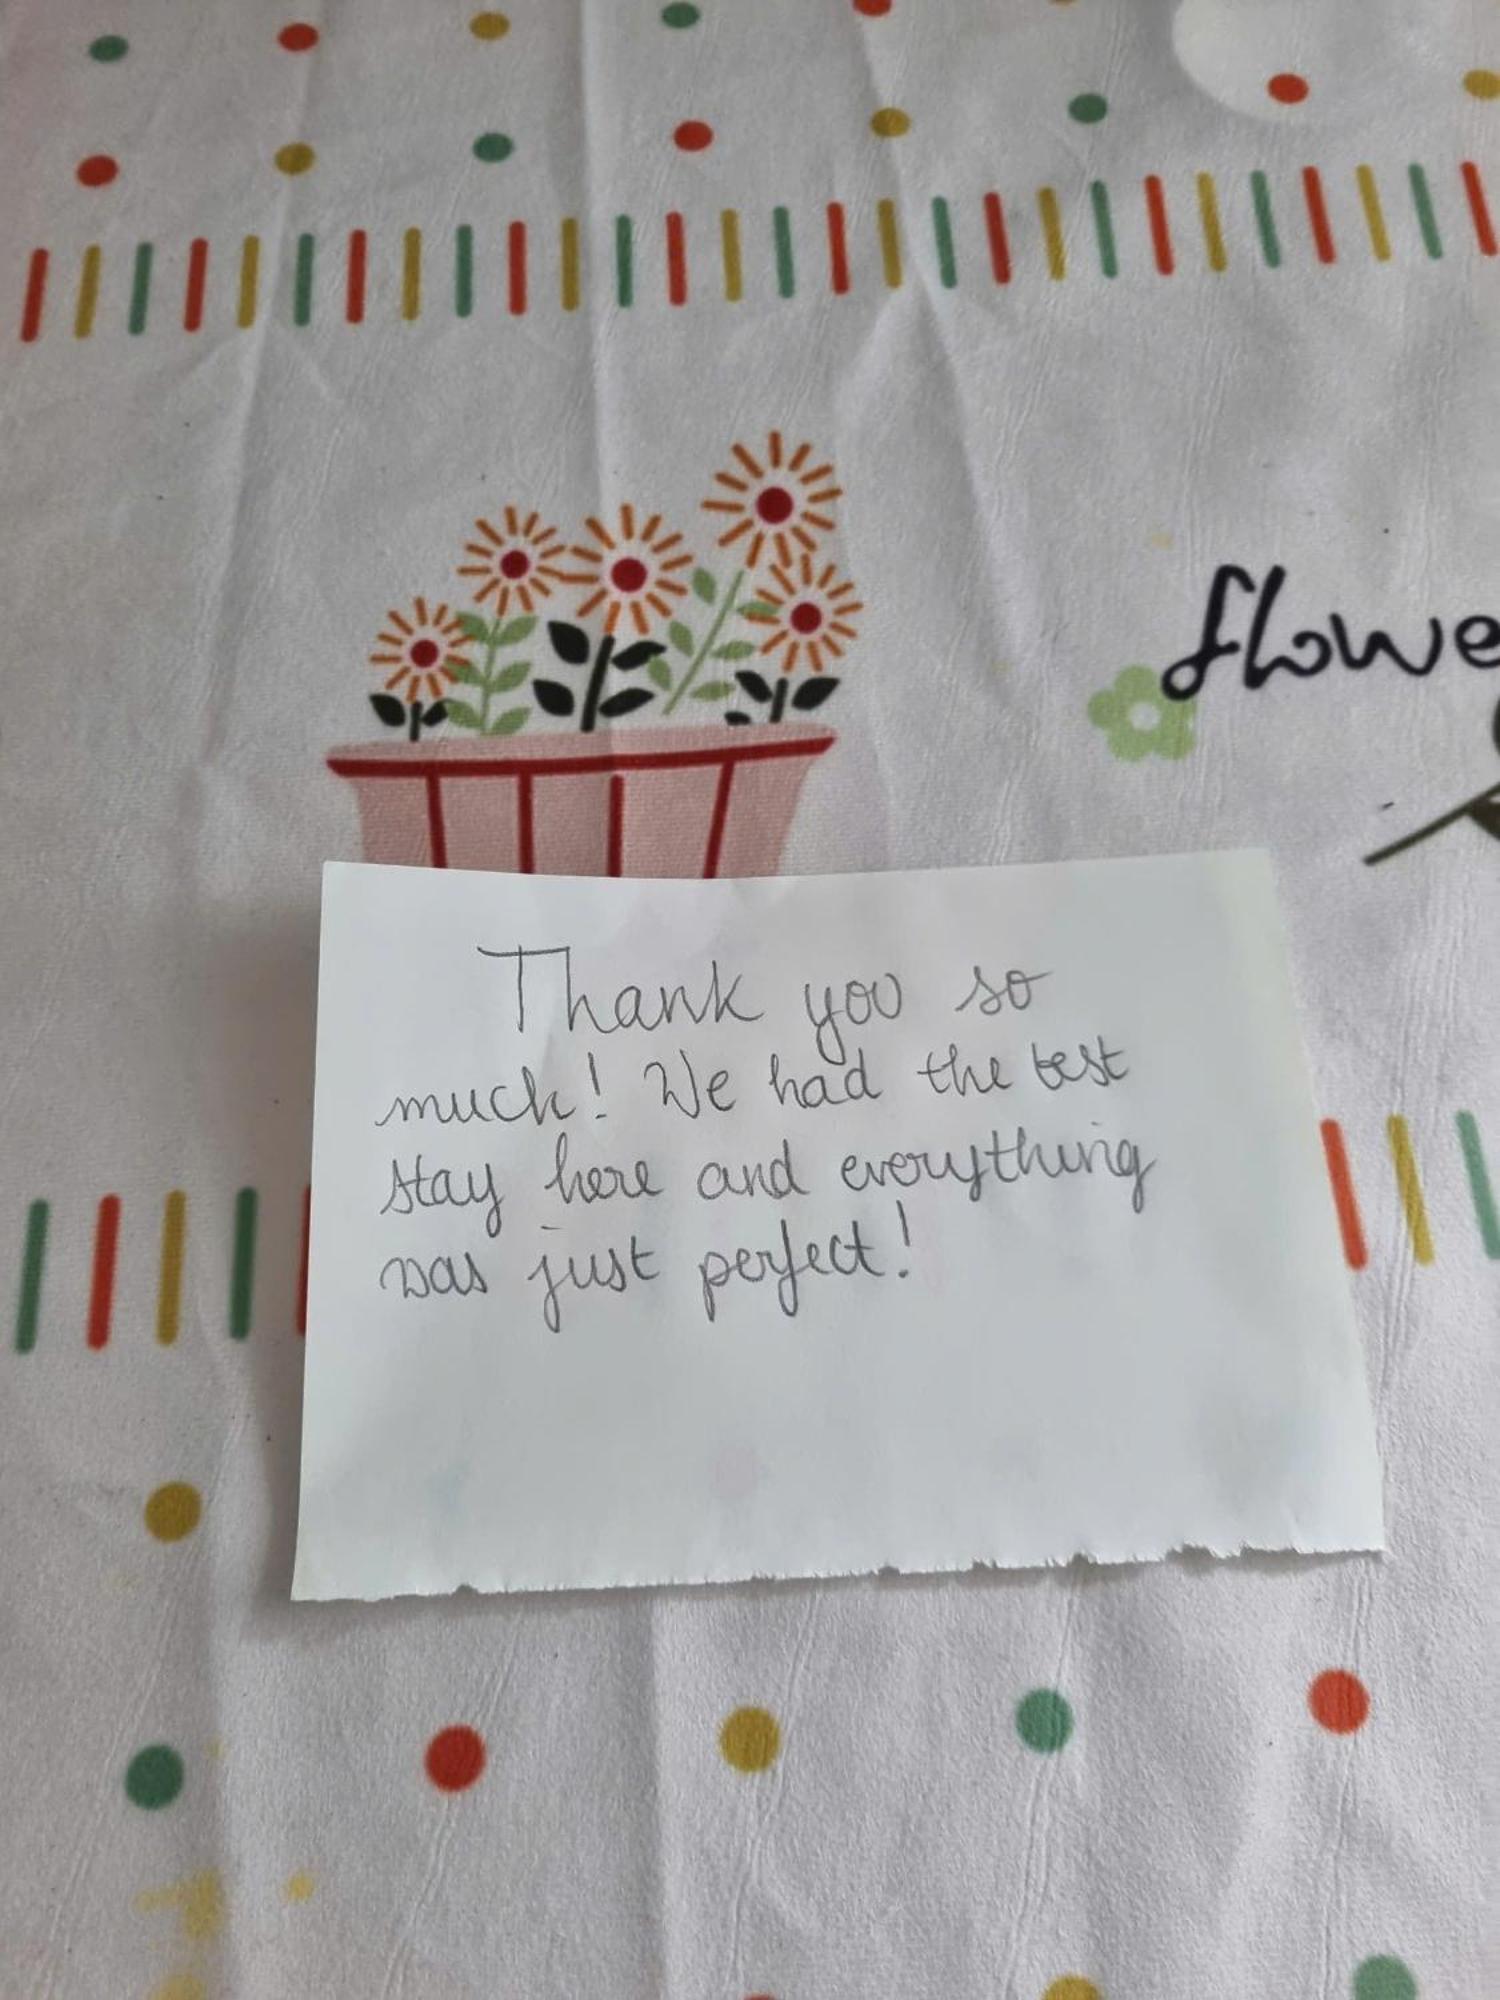 flowe
Thank you so
much! We had the best
stay here and everything
was just perfect!